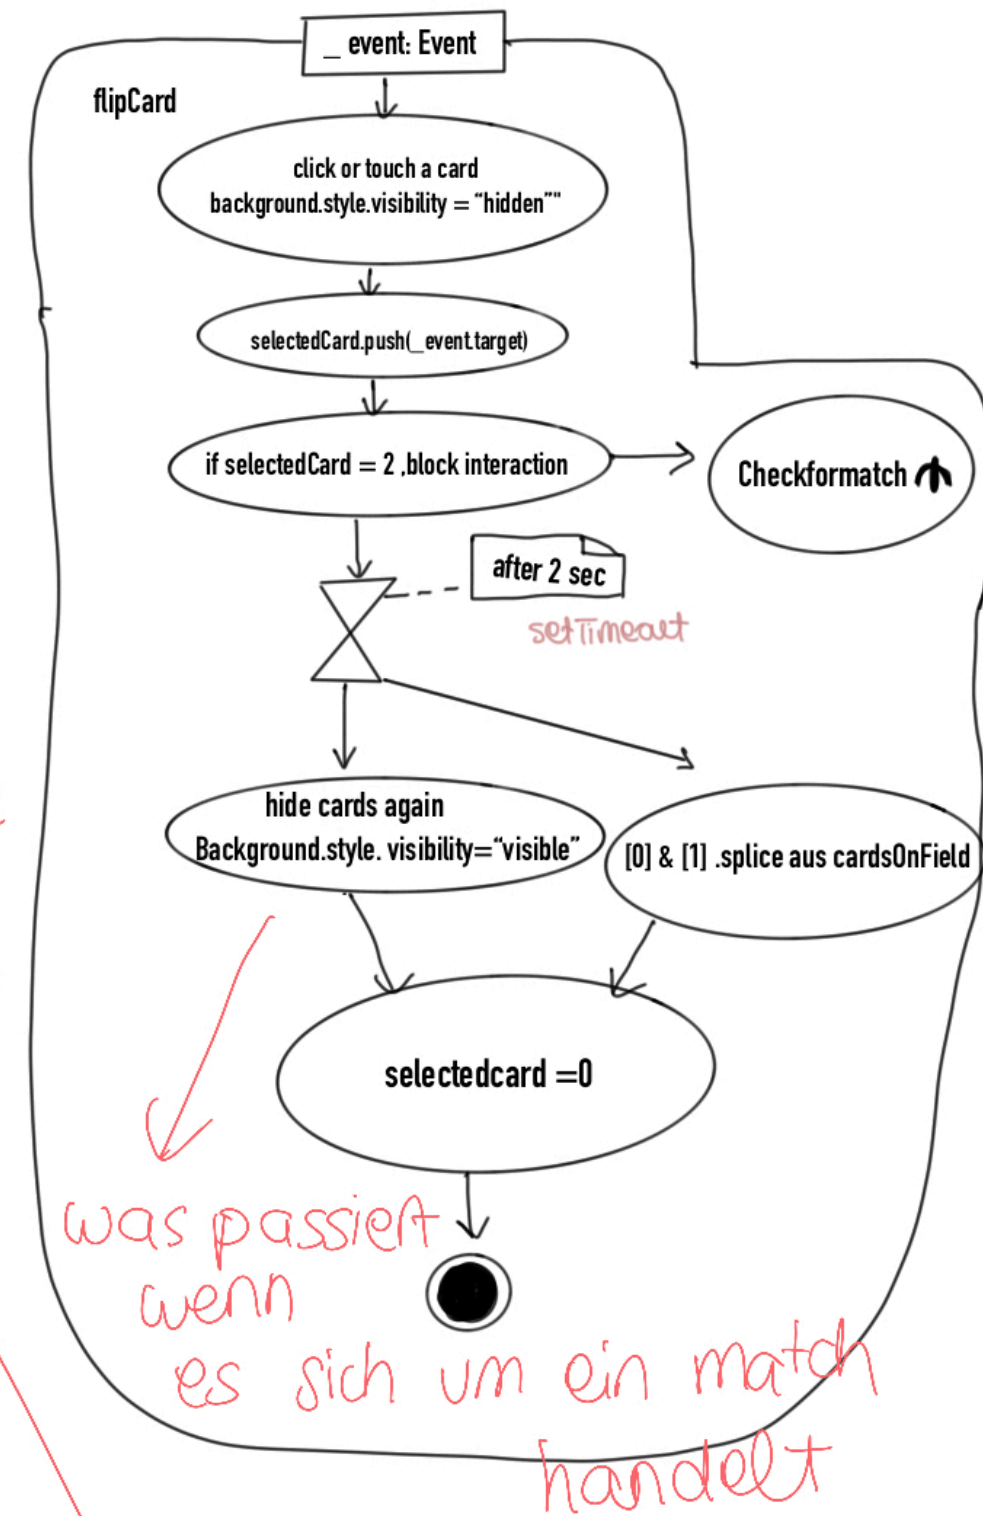 _ event: Event
flipCard
click or touch a card
background.style.visibility = “hidden”"
selectedCard.push(_event.target)
if selectedCard = 2 ,block interaction
Checkformatch
after 2 sec
setTimeout
hide cards again
Background.style. visibility=“visible”
[0] & [1] .splice aus cardsOnField
selectedcard =0
was passiert
wenn
es sich um ein match
handelt